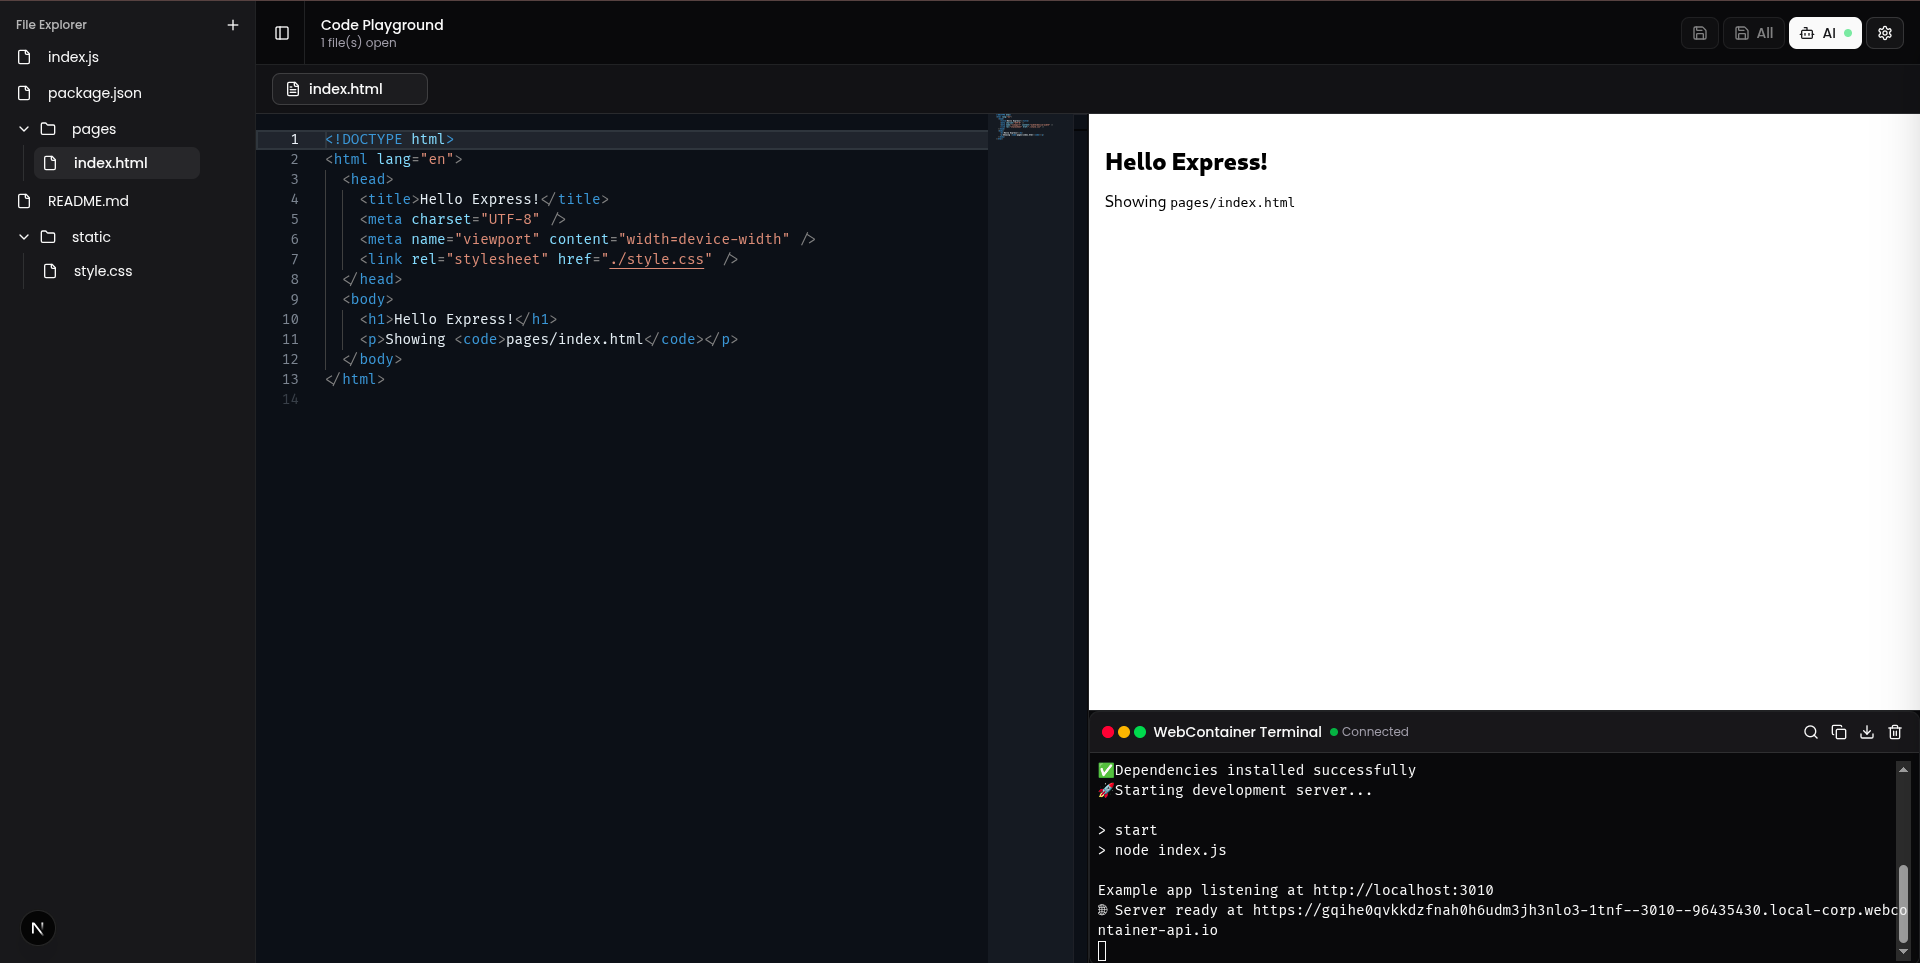 File Explorer
index.js
package.json
pages
index.html
README.md
static
style.css
N
Code Playground
1 file(s) open
All
AI
index.html
1 <!DOCTYPE html>
2 <html lang="en">
3 <head>
4 <title>Hello Express!</title>
5 <meta charset="UTF-8" />
6 <meta name="viewport" content="width=device-width" />
7 <link rel="stylesheet" href="./style.css" />
8 </head>
9 <body>
10 <h1>Hello Express!</h1>
11 <p>Showing <code>pages/index.html</code></p>
12 </body>
13 </html>
14
Hello Express!
Showing pages/index.html
WebContainer Terminal Connected
✅Dependencies installed successfully
🚀Starting development server...
> start
> node index.js
Example app listening at http://localhost:3010
🌐 Server ready at https://gqihe0qvkkdzfnah0h6udm3jh3nlo3-1tnf--3010--96435430.local-corp.webco
ntainer-api.io